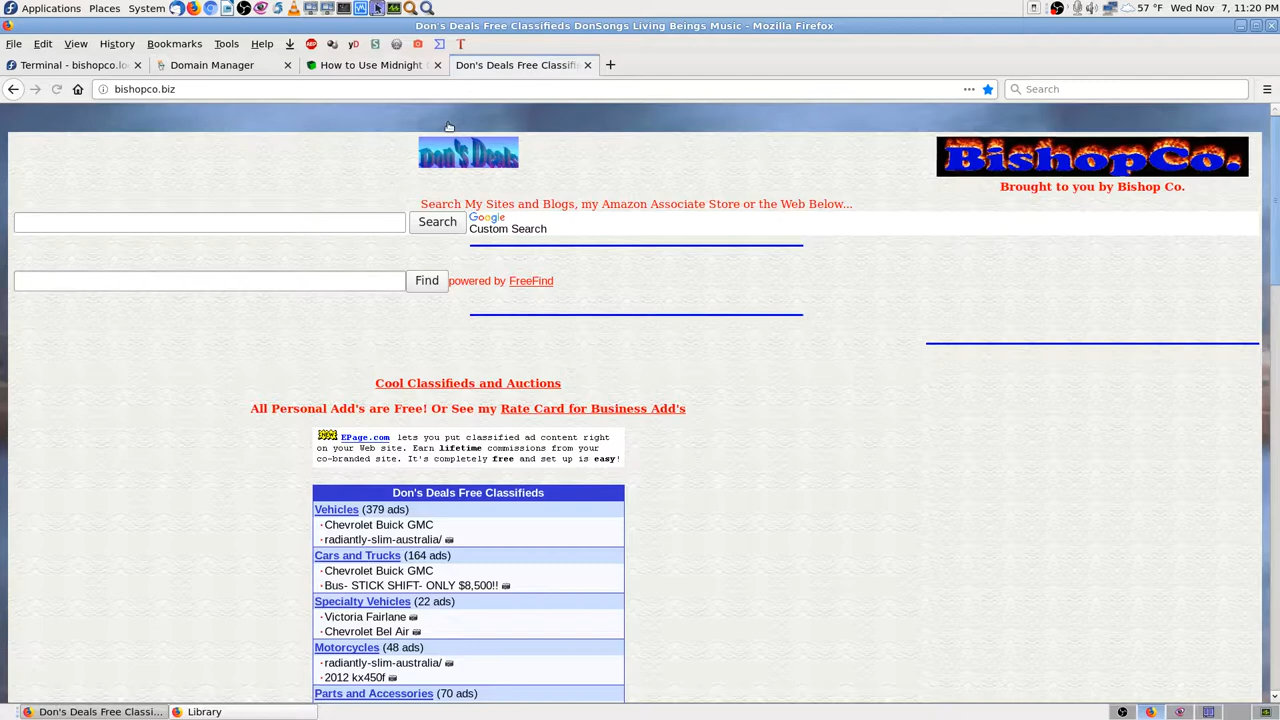 Applications Places System 57 °F Wed Nov 7, 11:20 PM
Don's Deals Free Classifieds DonSongs Living Beings Music - Mozilla Firefox
File Edit View History Bookmarks Tools Help
Terminal - bishopco.lo Domain Manager How to Use Midnight Don's Deals Free Classifi
bishopco.biz Search
Don's Deals
BishopCo.
Brought to you by Bishop Co.
Search My Sites and Blogs, my Amazon Associate Store or the Web Below...
Search Google
Custom Search
Find powered by FreeFind
Cool Classifieds and Auctions
All Personal Add's are Free! Or See my Rate Card for Business Add's
EPage.com lets you put classified ad content right
on your Web site. Earn lifetime commissions from your
co-branded site. It's completely free and set up is easy!
Don's Deals Free Classifieds
Vehicles (379 ads)
Chevrolet Buick GMC
radiantly-slim-australia/
Cars and Trucks (164 ads)
Chevrolet Buick GMC
Bus- STICK SHIFT- ONLY $8,500!!
Specialty Vehicles (22 ads)
Victoria Fairlane
Chevrolet Bel Air
Motorcycles (48 ads)
radiantly-slim-australia/
2012 kx450f
Parts and Accessories (70 ads)
Don's Deals Free Classi... Library